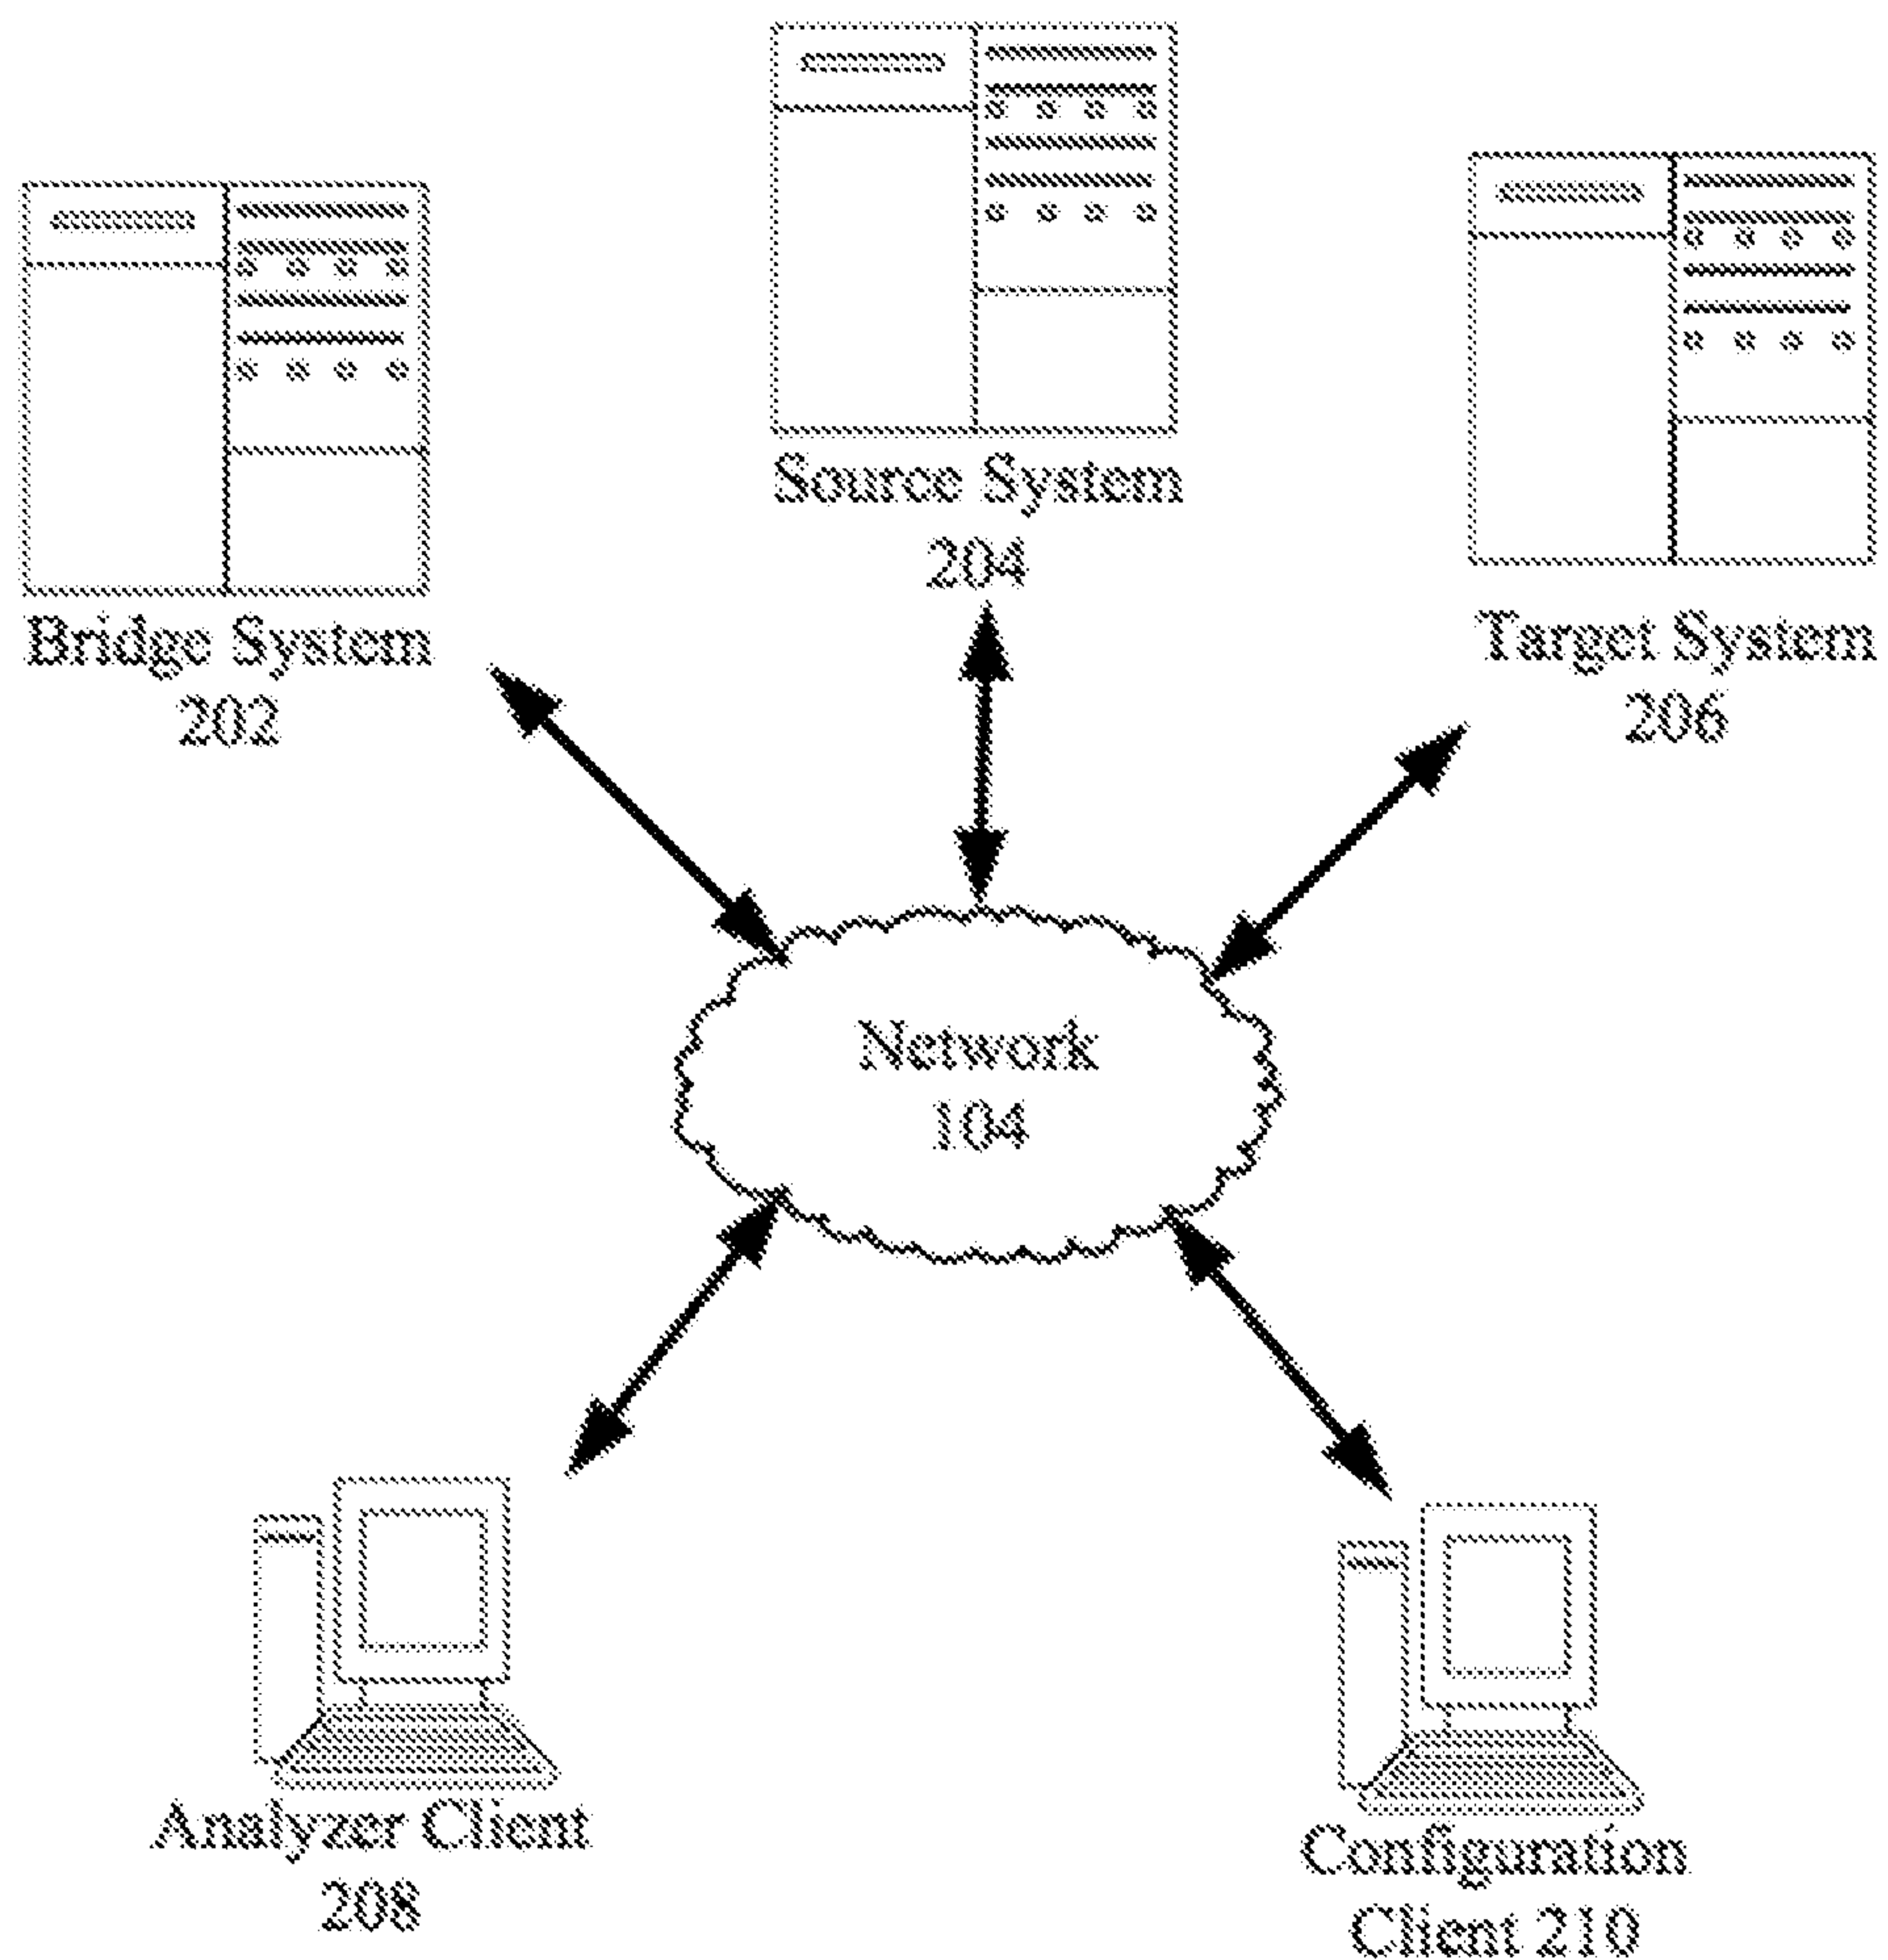 Source System
204
Bridge System
202
Target System
206
Network
104
Analyzer Client
208
Configuration
Client 210